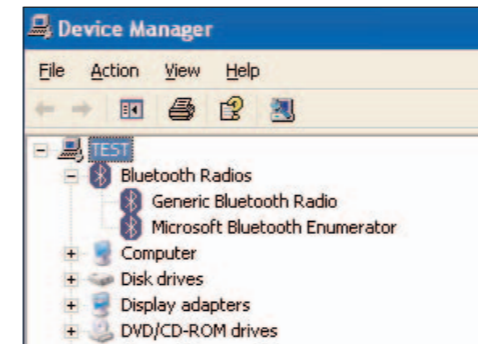 Device Manager
File Action View Help
TEST
Bluetooth Radios
Generic Bluetooth Radio
Microsoft Bluetooth Enumerator
Computer
Disk drives
Display adapters
DVD/CD-ROM drives